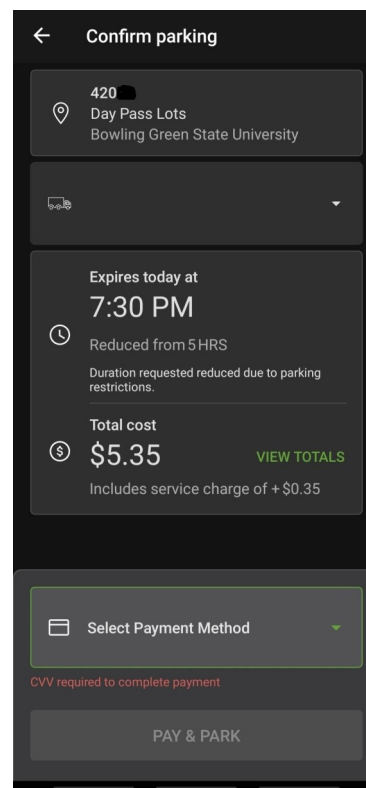 Confirm parking
420
Day Pass Lots
Bowling Green State University
Expires today at
7:30 PM
Reduced from 5 HRS
Duration requested reduced due to parking
restrictions.
Total cost
$5.35
VIEW TOTALS
Includes service charge of + $0.35
Select Payment Method
CVV required to complete payment
PAY & PARK